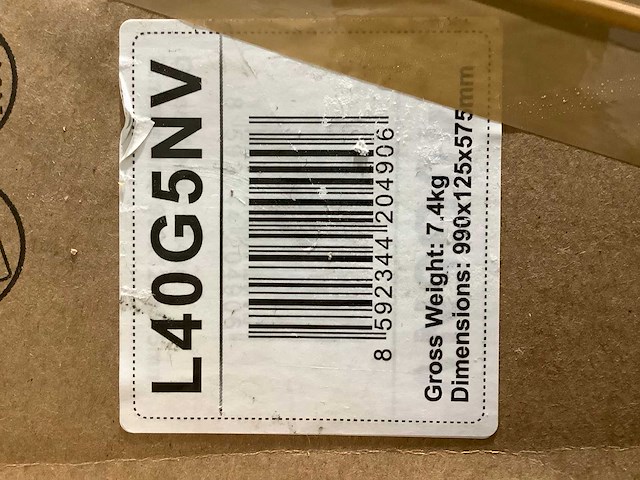 L40G5NV
8 592344 204906
Gross Weight: 7.4kg
Dimensions: 990x125x575mm